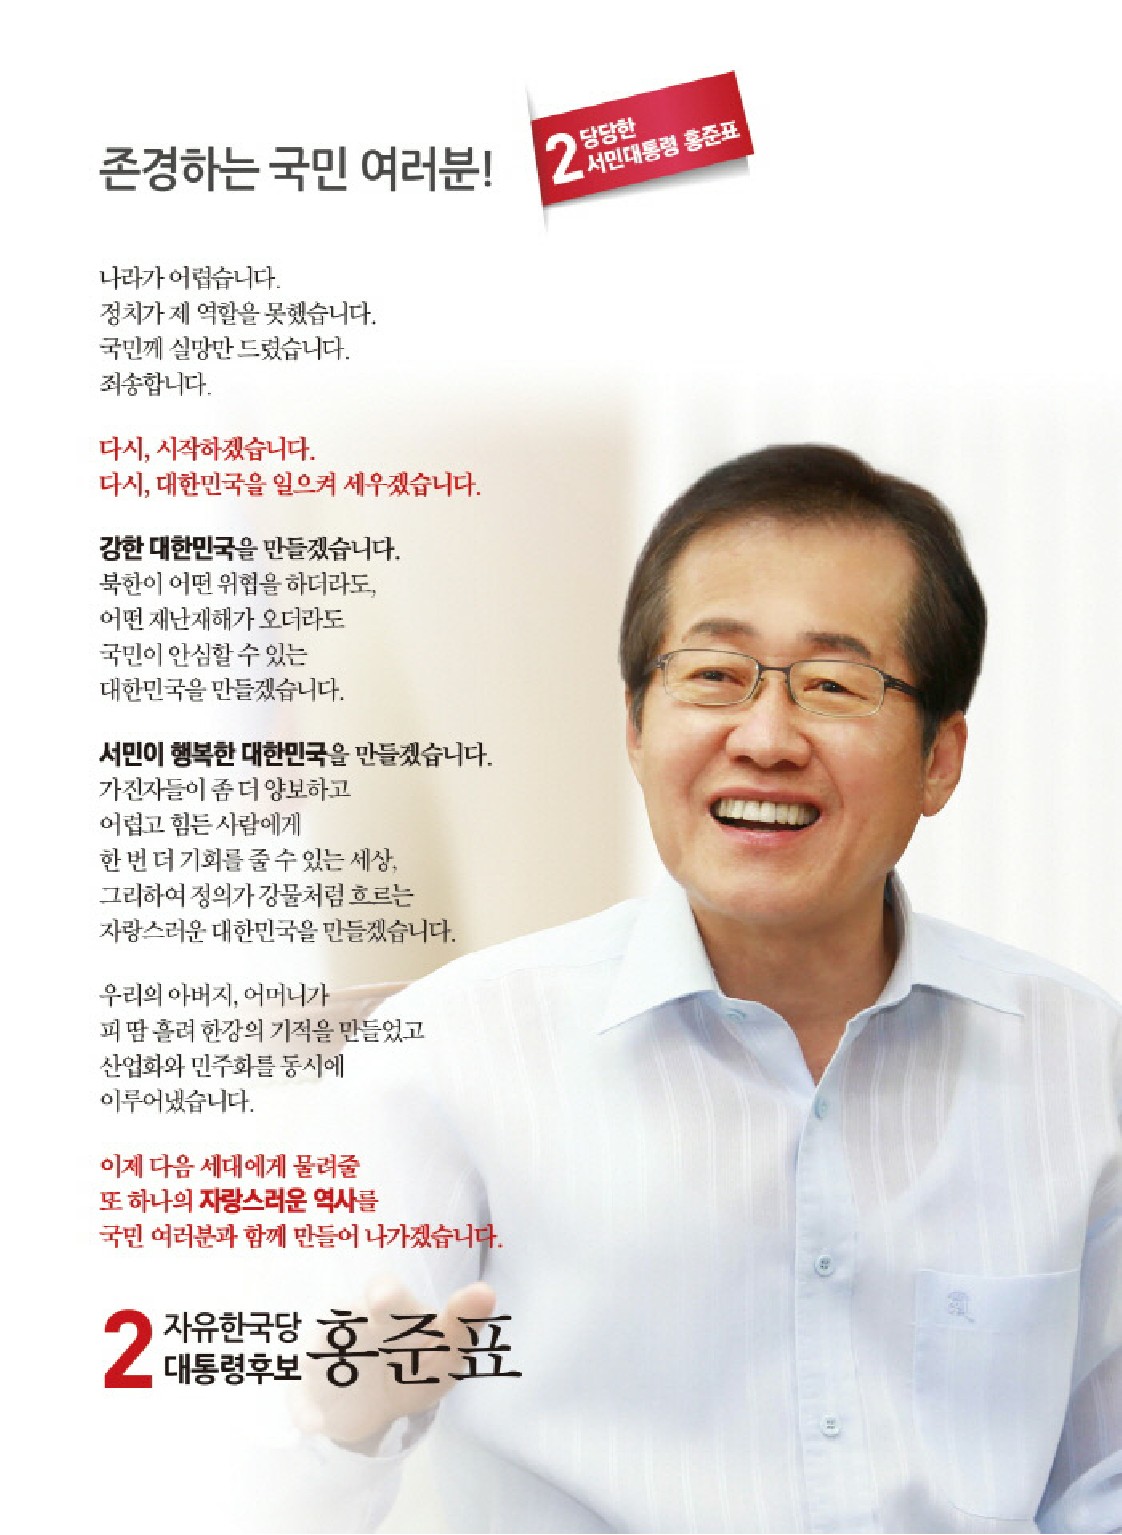 존경하는 국민 여러분!
2 당당한
서민대통령 홍준표
나라가 어렵습니다.
정치가 제 역할을 못했습니다.
국민께 실망만 드렸습니다.
죄송합니다.
다시, 시작하겠습니다.
다시, 대한민국을 일으켜 세우겠습니다.
강한 대한민국을 만들겠습니다.
북한이 어떤 위협을 하더라도,
어떤 재난재해가 오더라도
국민이 안심할 수 있는
대한민국을 만들겠습니다.
서민이 행복한 대한민국을 만들겠습니다.
가진자들이 좀 더 양보하고
어렵고 힘든 사람에게
한 번 더 기회를 줄 수 있는 세상,
그리하여 정의가 강물처럼 흐르는
자랑스러운 대한민국을 만들겠습니다.
우리의 아버지, 어머니가
피 땀 흘려 한강의 기적을 만들었고
산업화와 민주화를 동시에
이루어냈습니다.
이제 다음 세대에게 물려줄
또 하나의 자랑스러운 역사를
국민 여러분과 함께 만들어 나가겠습니다.
2 자유한국당
대통령후보 홍준표